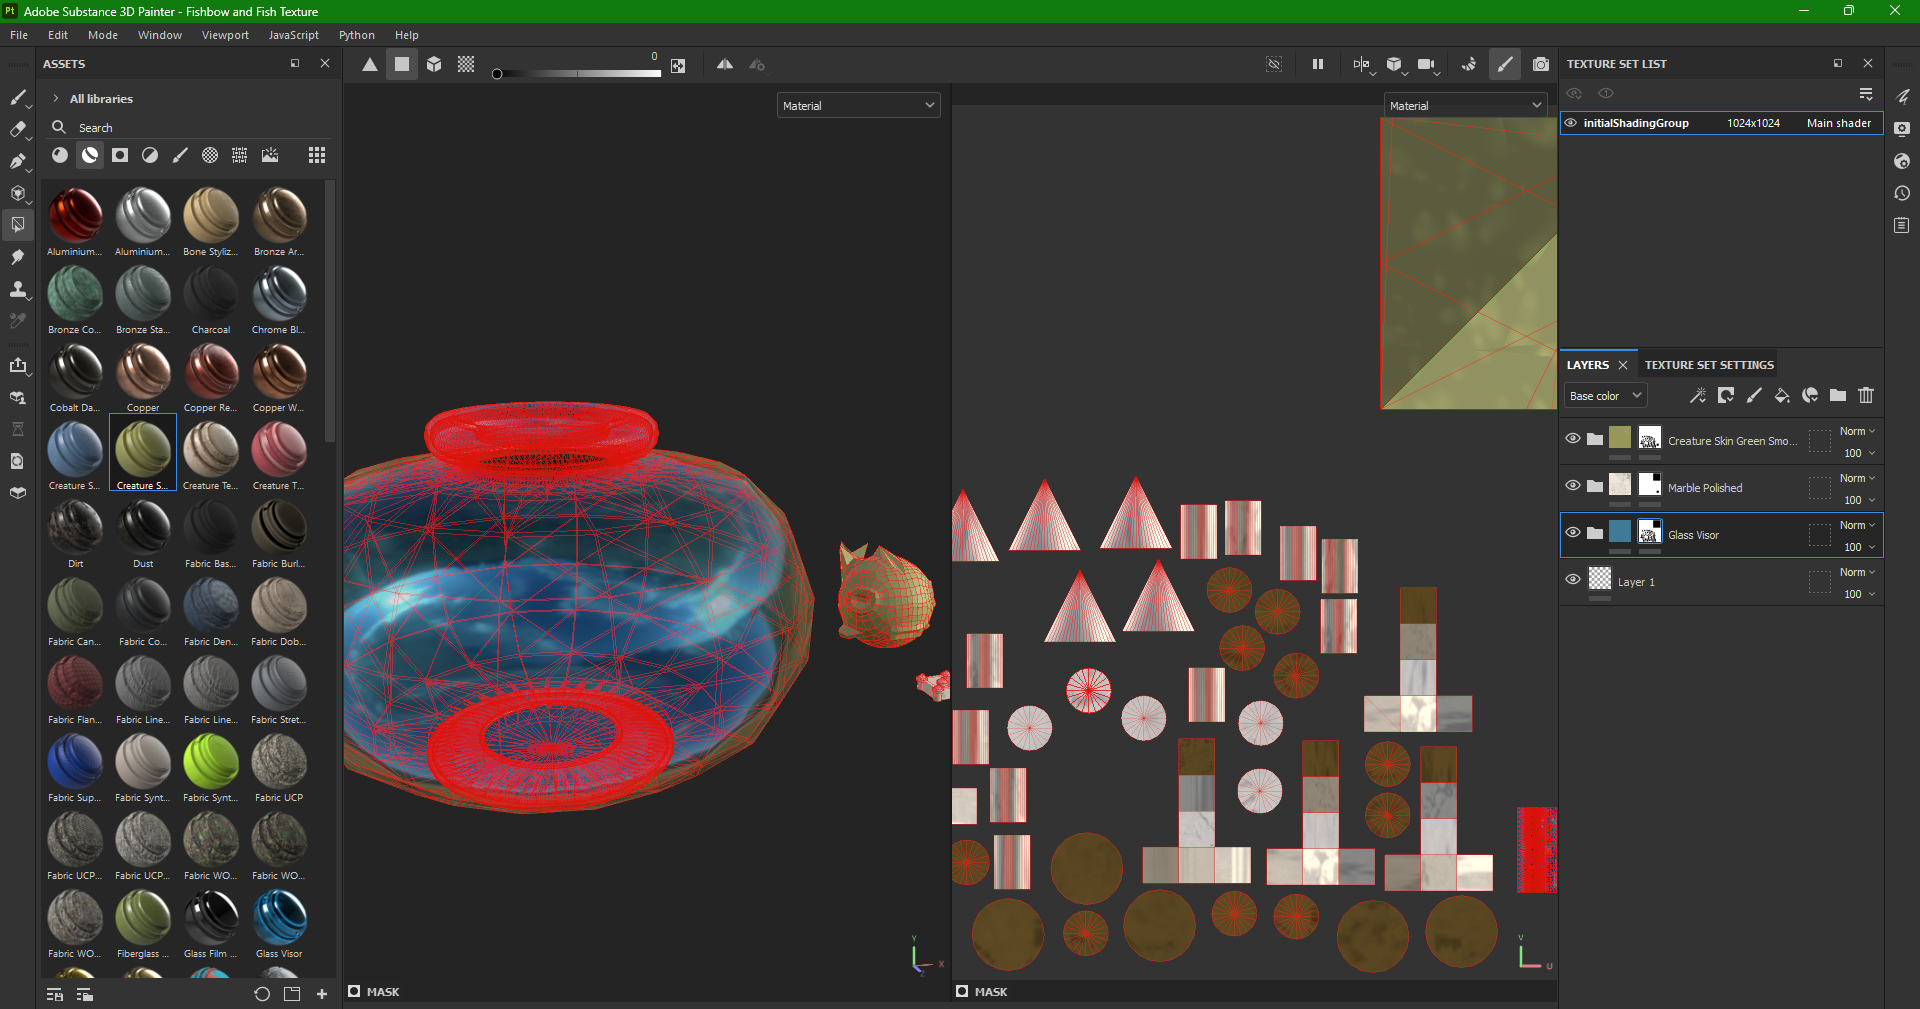 Pt Adobe Substance 3D Painter - Fishbow and Fish Texture
File Edit Mode Window Viewport JavaScript Python Help
ASSETS
All libraries
Search
Aluminium... Aluminium... Bone Styliz... Bronze Ar...
Bronze Co... Bronze Sta... Charcoal Chrome Bl...
Cobalt Da... Copper Copper Re... Copper W...
Creature S... Creature S... Creature Te... Creature T...
Dirt Dust Fabric Bas... Fabric Burl...
Fabric Can... Fabric Co... Fabric Den... Fabric Dob...
Fabric Flan... Fabric Line... Fabric Line... Fabric Stret...
Fabric Sup... Fabric Synt... Fabric Synt... Fabric UCP
Fabric UCP... Fabric UCP... Fabric WO... Fabric WO...
Fabric WO... Fiberglass ... Glass Film ... Glass Visor
0
Material
Y
X
Z
MASK
Material
V
U
MASK
TEXTURE SET LIST
initialShadingGroup 1024x1024 Main shader
LAYERS TEXTURE SET SETTINGS
Base color
Creature Skin Green Smo... Norm
100
Marble Polished Norm
100
Glass Visor Norm
100
Layer 1 Norm
100